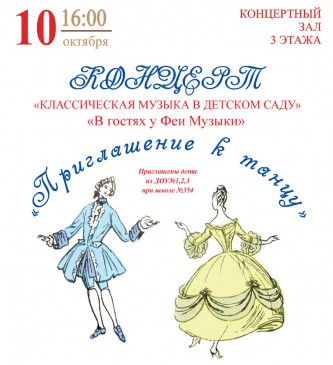 10 16:00
октября
КОНЦЕРТНЫЙ
ЗАЛ
3 ЭТАЖА
КОНЦЕРТ
«КЛАССИЧЕСКАЯ МУЗЫКА В ДЕТСКОМ САДУ»
«В гостях у Феи Музыки»
«Приглашение к танцу»
Приглашены дети
из ДОУ№1,2,3
при школе №354